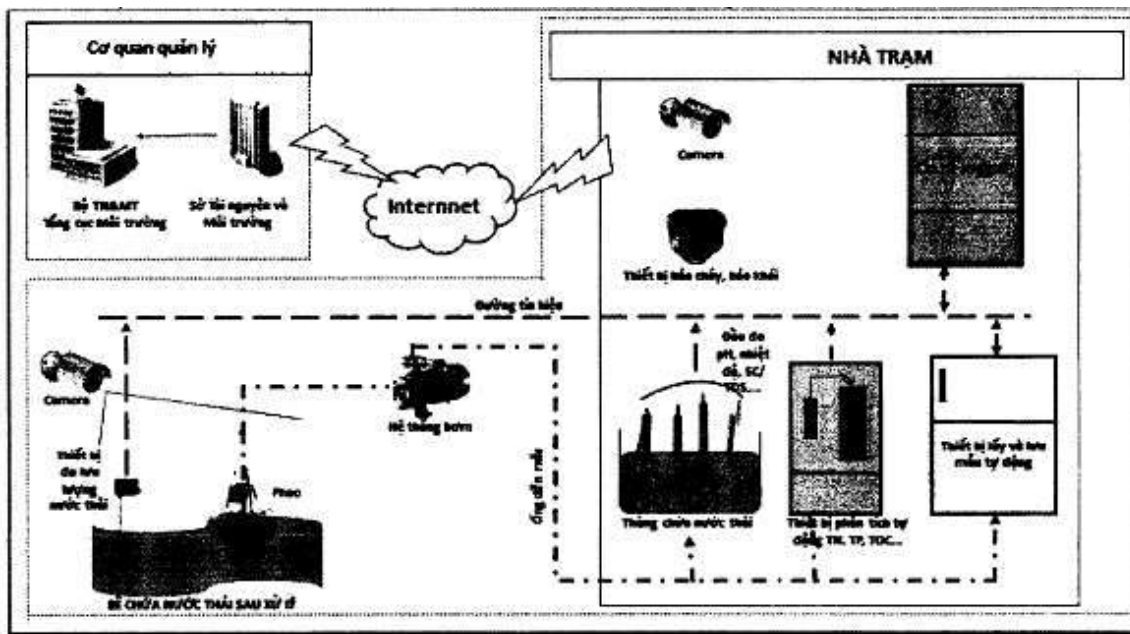 Cơ quan quản lý
NHÀ TRẠM
Bộ TN&MT
Tổng cục Môi trường
Sở Tài nguyên và
Môi trường
Internnet
Camera
Thiết bị báo cháy, báo khói
Đường tín hiệu
Camera
Hệ thống bơm
Thiết bị
đo lưu
lượng
nước thải
Phao
Ống dẫn mẫu
Đầu đo
pH, nhiệt
độ, EC/
TDS....
Thùng chứa nước thải
Thiết bị phân tích tự
động TN, TP, TOC...
Thiết bị lấy và lưu
mẫu tự động
BỂ CHỨA NƯỚC THẢI SAU XỬ LÝ